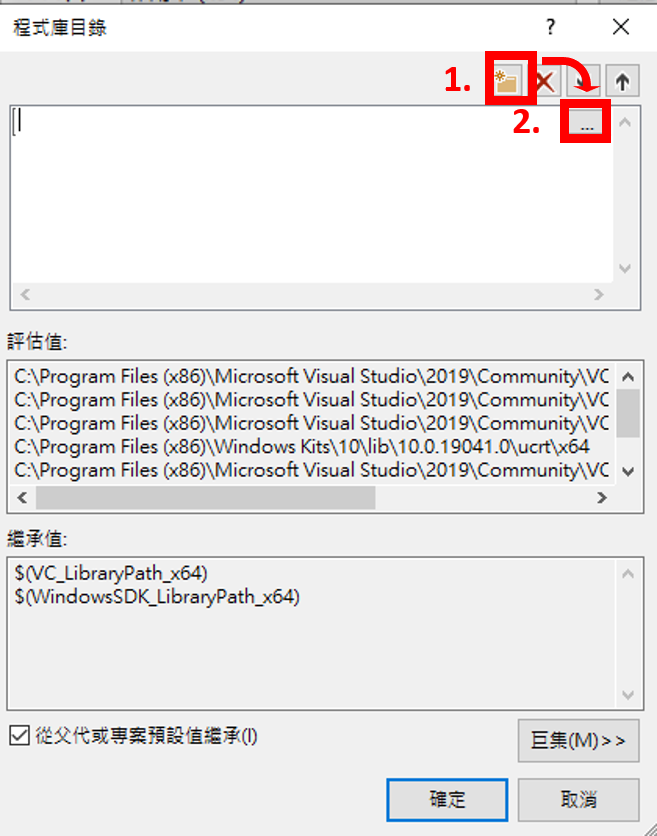 程式庫目錄
?
1.
2.
...
評估值:
C:\Program Files (x86)\Microsoft Visual Studio\2019\Community\VC
C:\Program Files (x86)\Microsoft Visual Studio\2019\Community\VC
C:\Program Files (x86)\Microsoft Visual Studio\2019\Community\VC
C:\Program Files (x86)\Windows Kits\10\lib\10.0.19041.0\ucrt\x64
C:\Program Files (x86)\Microsoft Visual Studio\2019\Community\VC
繼承值:
$(VC_LibraryPath_x64)
$(WindowsSDK_LibraryPath_x64)
從父代或專案預設值繼承(I)
巨集(M)>>
確定
取消